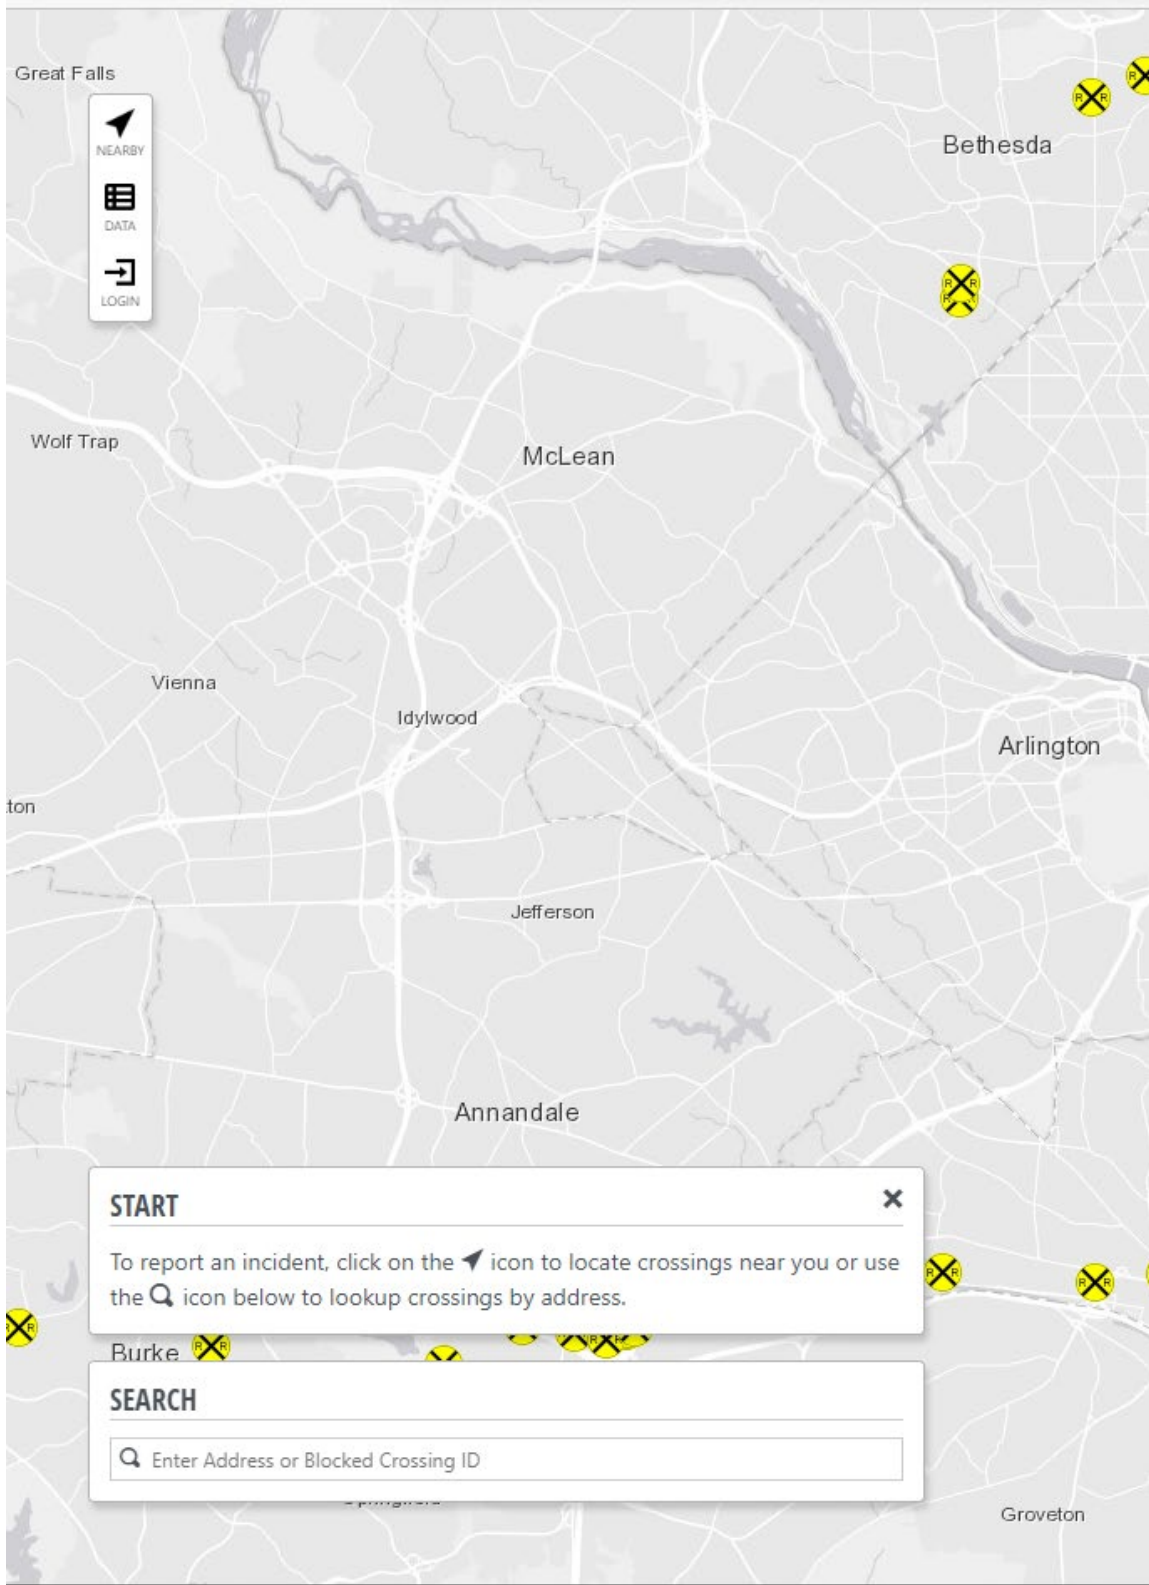 Great Falls
NEARBY
DATA
LOGIN
Bethesda
R R
R R
R R
R
Wolf Trap
McLean
Vienna
Idylwood
Arlington
ton
Jefferson
Annandale
START
To report an incident, click on the icon to locate crossings near you or use
the icon below to lookup crossings by address.
R R
R R
R
Burke
R R
R R
SEARCH
Enter Address or Blocked Crossing ID
Groveton